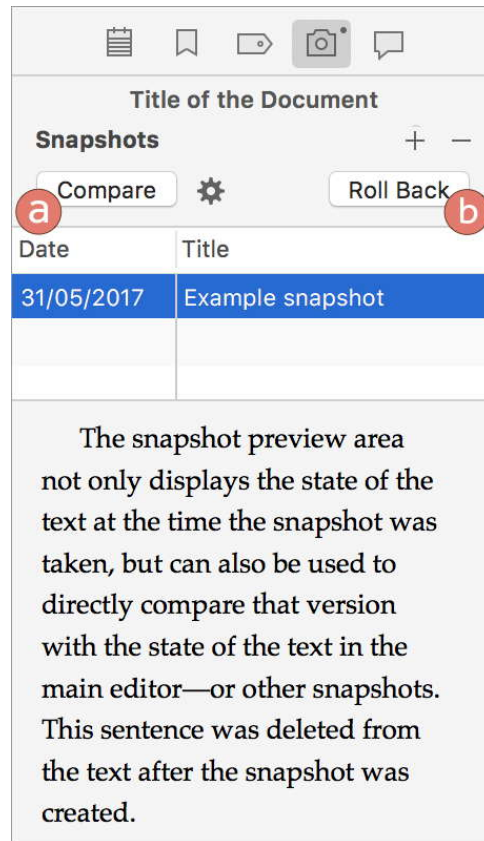 Title of the Document
Snapshots + −
a Compare Roll Back b
Date Title
31/05/2017 Example snapshot
The snapshot preview area
not only displays the state of the
text at the time the snapshot was
taken, but can also be used to
directly compare that version
with the state of the text in the
main editor—or other snapshots.
This sentence was deleted from
the text after the snapshot was
created.